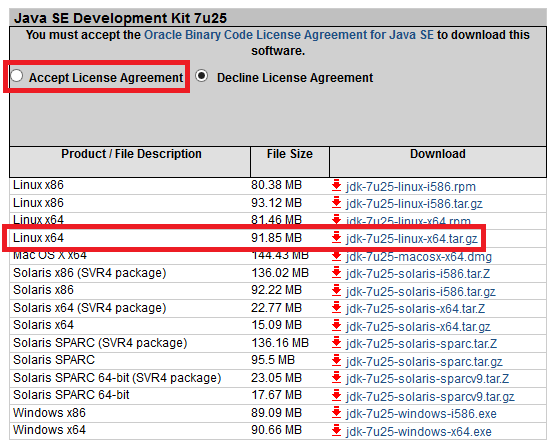 Java SE Development Kit 7u25
You must accept the Oracle Binary Code License Agreement for Java SE to download this
software.
Accept License Agreement Decline License Agreement
Product / File Description File Size Download
Linux x86 80.38 MB jdk-7u25-linux-i586.rpm
Linux x86 93.12 MB jdk-7u25-linux-i586.tar.gz
Linux x64 81.46 MB jdk-7u25-linux-x64.rpm
Linux x64 91.85 MB jdk-7u25-linux-x64.tar.gz
Mac OS X x64 144.43 MB jdk-7u25-macosx-x64.dmg
Solaris x86 (SVR4 package) 136.02 MB jdk-7u25-solaris-i586.tar.Z
Solaris x86 92.22 MB jdk-7u25-solaris-i586.tar.gz
Solaris x64 (SVR4 package) 22.77 MB jdk-7u25-solaris-x64.tar.Z
Solaris x64 15.09 MB jdk-7u25-solaris-x64.tar.gz
Solaris SPARC (SVR4 package) 136.16 MB jdk-7u25-solaris-sparc.tar.Z
Solaris SPARC 95.5 MB jdk-7u25-solaris-sparc.tar.gz
Solaris SPARC 64-bit (SVR4 package) 23.05 MB jdk-7u25-solaris-sparcv9.tar.Z
Solaris SPARC 64-bit 17.67 MB jdk-7u25-solaris-sparcv9.tar.gz
Windows x86 89.09 MB jdk-7u25-windows-i586.exe
Windows x64 90.66 MB jdk-7u25-windows-x64.exe